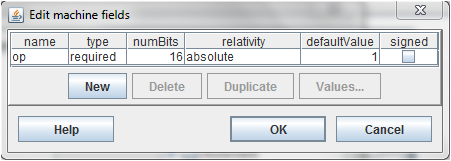 Edit machine fields
name type numBits relativity defaultValue signed
op required 16 absolute 1
New Delete Duplicate Values...
Help OK Cancel